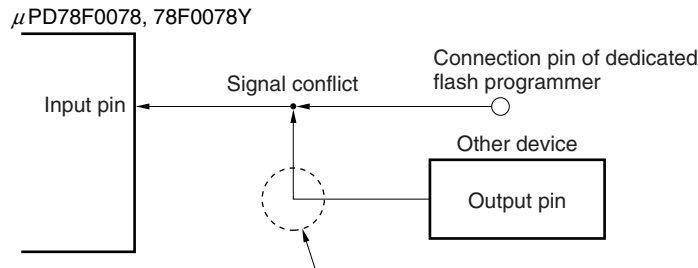 μPD78F0078, 78F0078Y
Connection pin of dedicated
flash programmer
Signal conflict
Input pin
Other device
Output pin